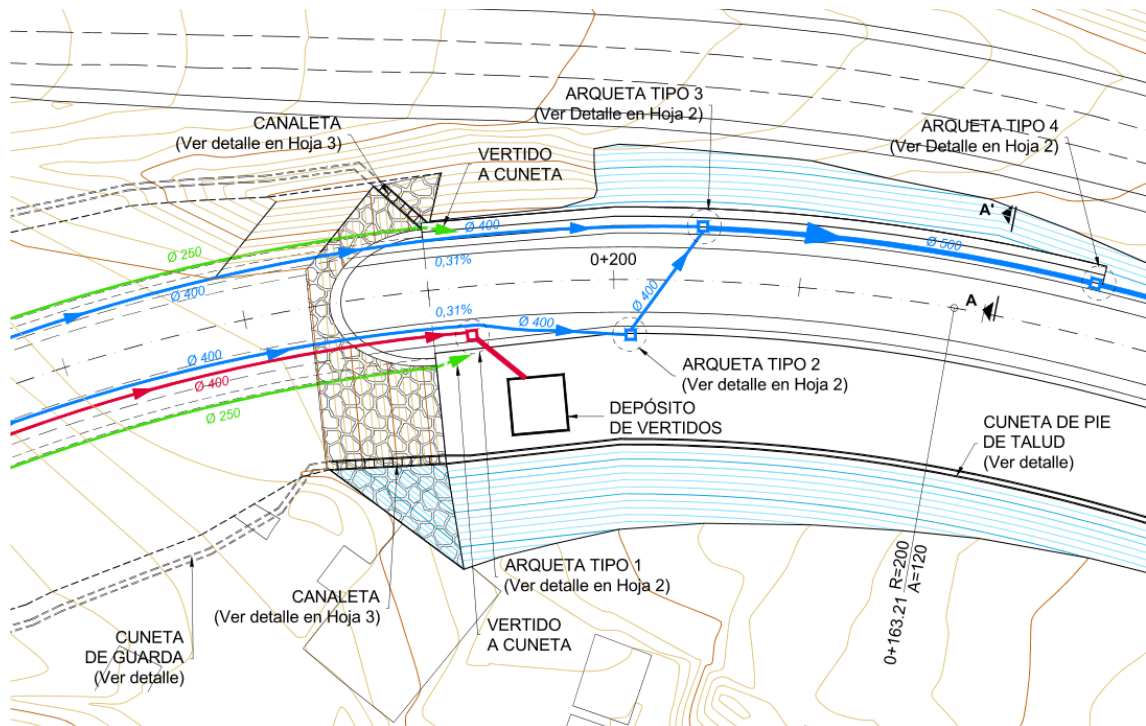 ARQUETA TIPO 3
(Ver Detalle en Hoja 2)
CANALETA
(Ver detalle en Hoja 3)
ARQUETA TIPO 4
(Ver Detalle en Hoja 2)
VERTIDO
A CUNETA
A'
Ø 250
Ø 400
Ø 400
0,31%
0+200
Ø 500
Ø 400
0,31%
Ø 400
Ø 400
A
Ø 400
Ø 250
ARQUETA TIPO 2
(Ver detalle en Hoja 2)
DEPÓSITO
DE VERTIDOS
CUNETA DE PIE
DE TALUD
(Ver detalle)
ARQUETA TIPO 1
(Ver detalle en Hoja 2)
CANALETA
(Ver detalle en Hoja 3)
VERTIDO
A CUNETA
CUNETA
DE GUARDA
(Ver detalle)
0+163,21
R=200
A=120